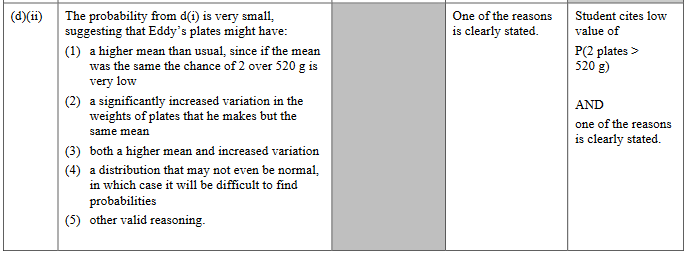 (d)(ii)
The probability from d(i) is very small,
suggesting that Eddy's plates might have:
(1) a higher mean than usual, since if the mean
was the same the chance of 2 over 520 g is
very low
(2) a significantly increased variation in the
weights of plates that he makes but the
same mean
(3) both a higher mean and increased variation
(4) a distribution that may not even be normal,
in which case it will be difficult to find
probabilities
(5) other valid reasoning.
One of the reasons
is clearly stated.
Student cites low
value of
P(2 plates >
520 g)
AND
one of the reasons
is clearly stated.